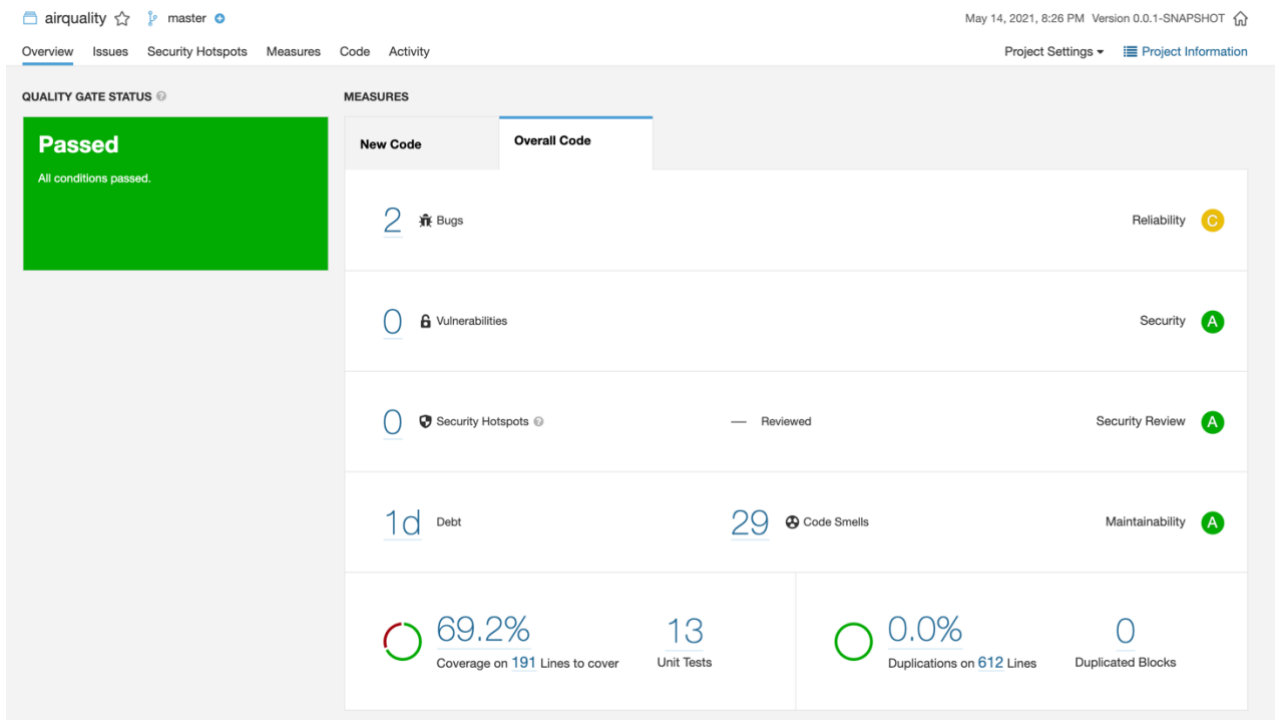 airquality master May 14, 2021, 8:26 PM Version 0.0.1-SNAPSHOT
Overview Issues Security Hotspots Measures Code Activity Project Settings Project Information
QUALITY GATE STATUS ? MEASURES
Passed
All conditions passed.
New Code Overall Code
2 Bugs Reliability C
0 Vulnerabilities Security A
0 Security Hotspots ? — Reviewed Security Review A
1d Debt 29 Code Smells Maintainability A
69.2% 13 0.0% 0
Coverage on 191 Lines to cover Unit Tests Duplications on 612 Lines Duplicated Blocks